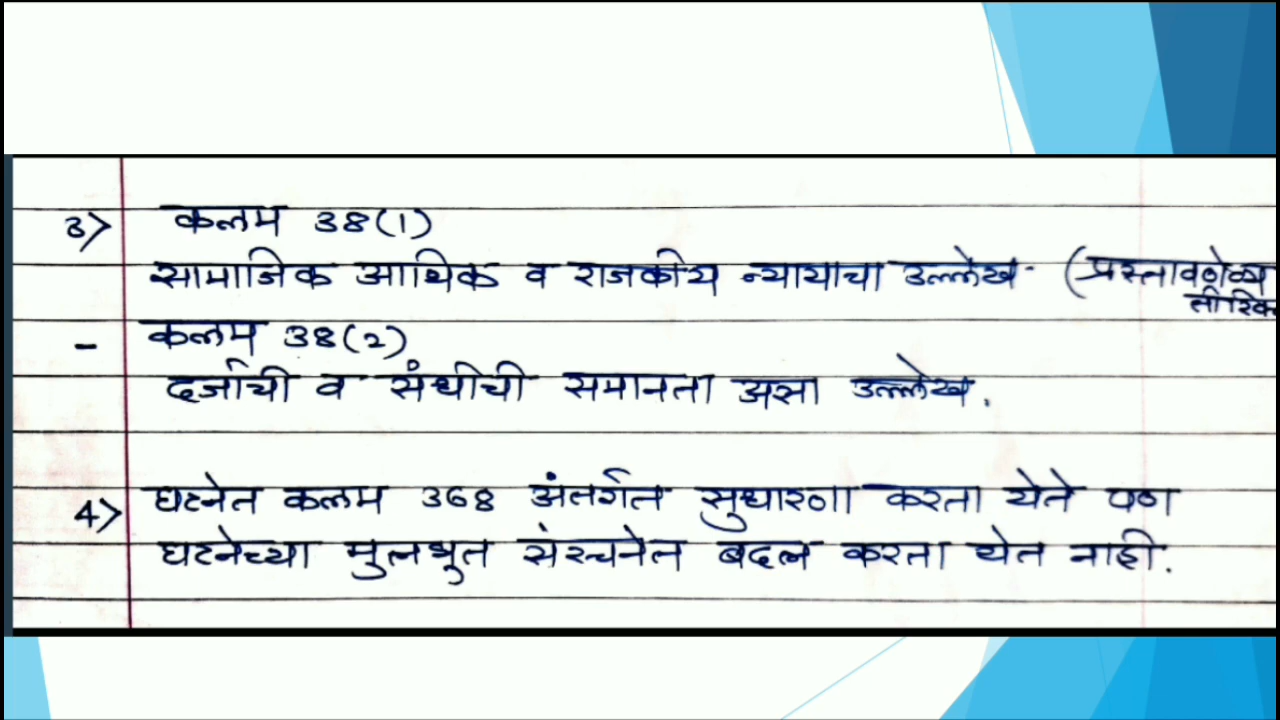 3> कलम 38(1)
सामाजिक आर्थिक व राजकीय न्यायाचा उल्लेख (प्रस्तावणेव्य
तीरिक्त
- कलम 38(2)
दर्जाची व संधीची समानता असा उल्लेख.
4> घटनेत कलम 368 अंतर्गत सुधारणा करता येते पण
घटनेच्या मुलभूत संरचनेत बदल करता येत नाही.